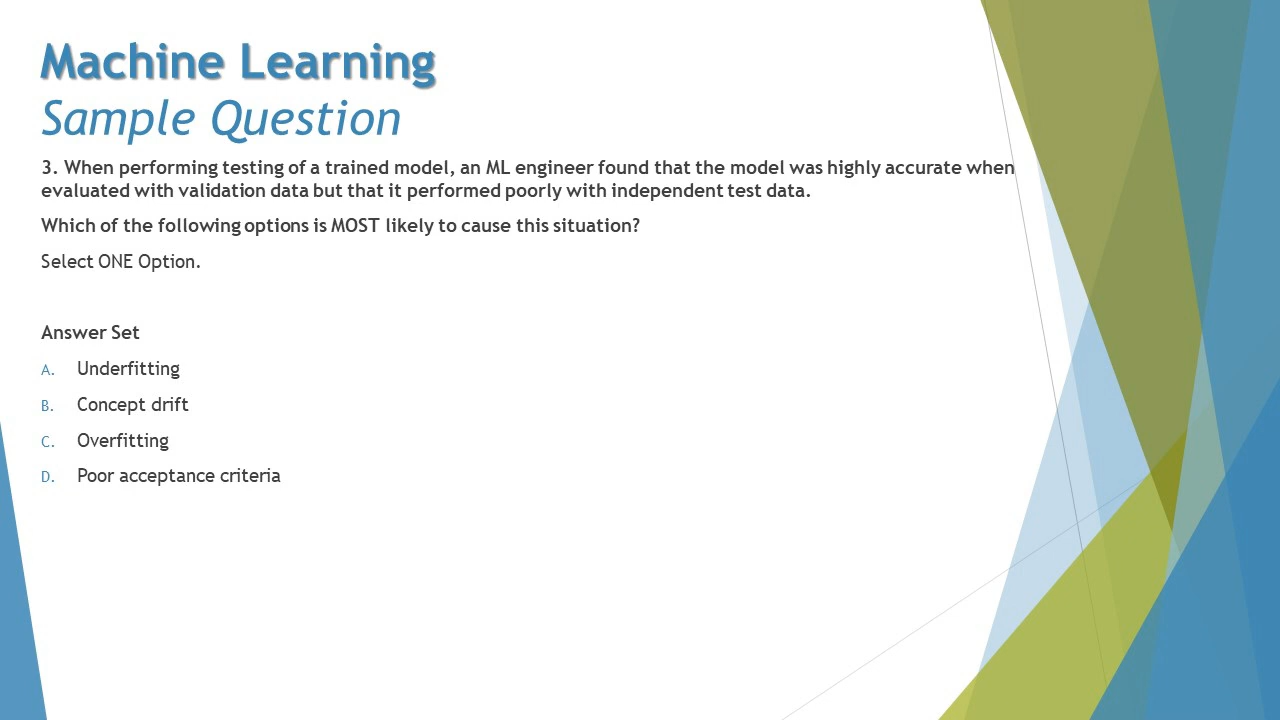 Machine Learning
Sample Question
3. When performing testing of a trained model, an ML engineer found that the model was highly accurate when
evaluated with validation data but that it performed poorly with independent test data.
Which of the following options is MOST likely to cause this situation?
Select ONE Option.
Answer Set
A. Underfitting
B. Concept drift
C. Overfitting
D. Poor acceptance criteria